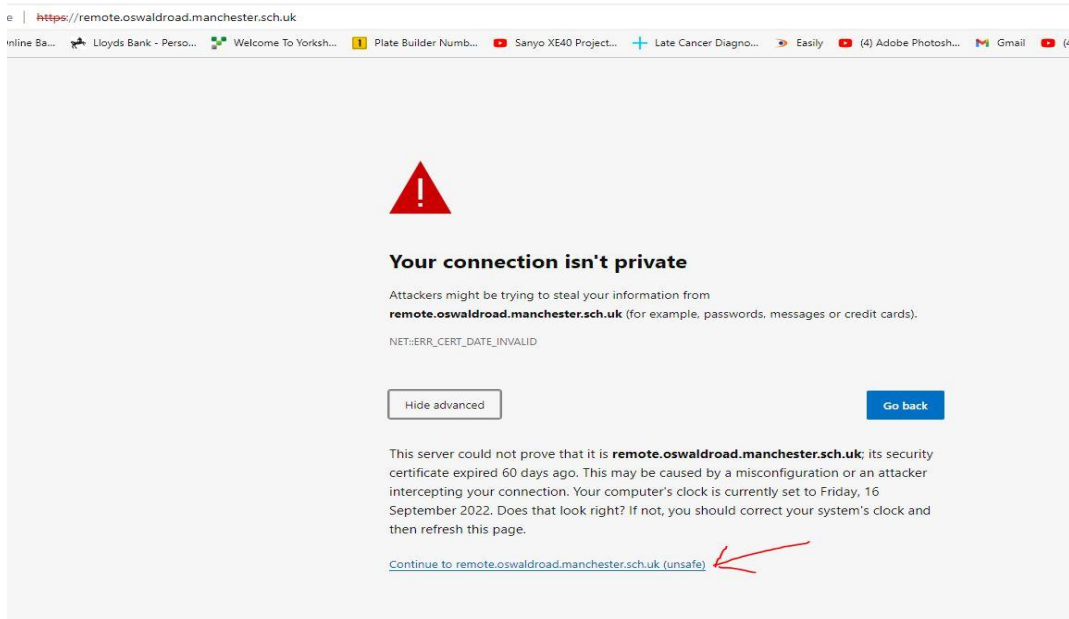 e | https://remote.oswaldroad.manchester.sch.uk
nline Ba... Lloyds Bank - Perso... Welcome To Yorksh... 1 Plate Builder Numb... Sanyo XE40 Project... Late Cancer Diagno... Easily (4) Adobe Photosh... M Gmail (4
!
Your connection isn't private
Attackers might be trying to steal your information from
remote.oswaldroad.manchester.sch.uk (for example, passwords, messages or credit cards).
NET::ERR_CERT_DATE_INVALID
Hide advanced Go back
This server could not prove that it is remote.oswaldroad.manchester.sch.uk; its security
certificate expired 60 days ago. This may be caused by a misconfiguration or an attacker
intercepting your connection. Your computer's clock is currently set to Friday, 16
September 2022. Does that look right? If not, you should correct your system's clock and
then refresh this page.
Continue to remote.oswaldroad.manchester.sch.uk (unsafe)